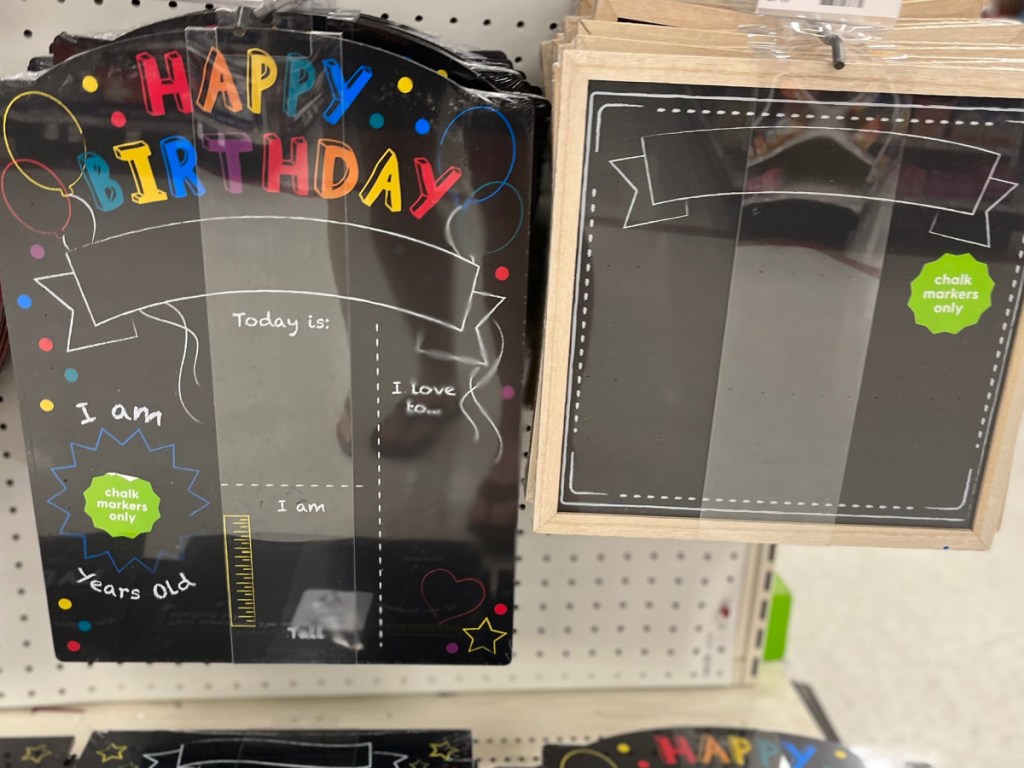 HAPPY
BIRTHDAY
Today is:
I love
to...
I am
chalk
markers
only
Years Old
I am
Tall
chalk
markers
only
HAPPY